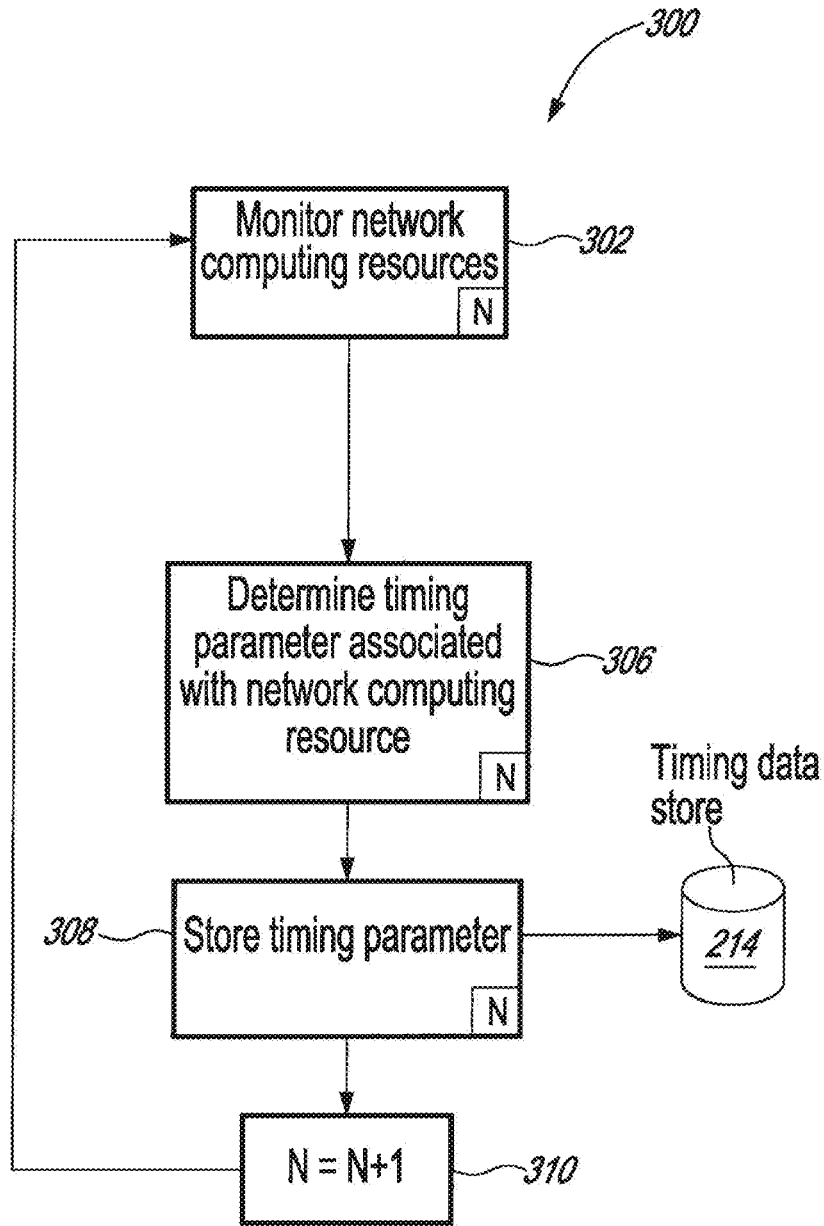 300
Monitor network
computing resources
302
N
Determine timing
parameter associated
with network computing
resource
306
N
Timing data
store
308
Store timing parameter
214
N
N = N+1
310